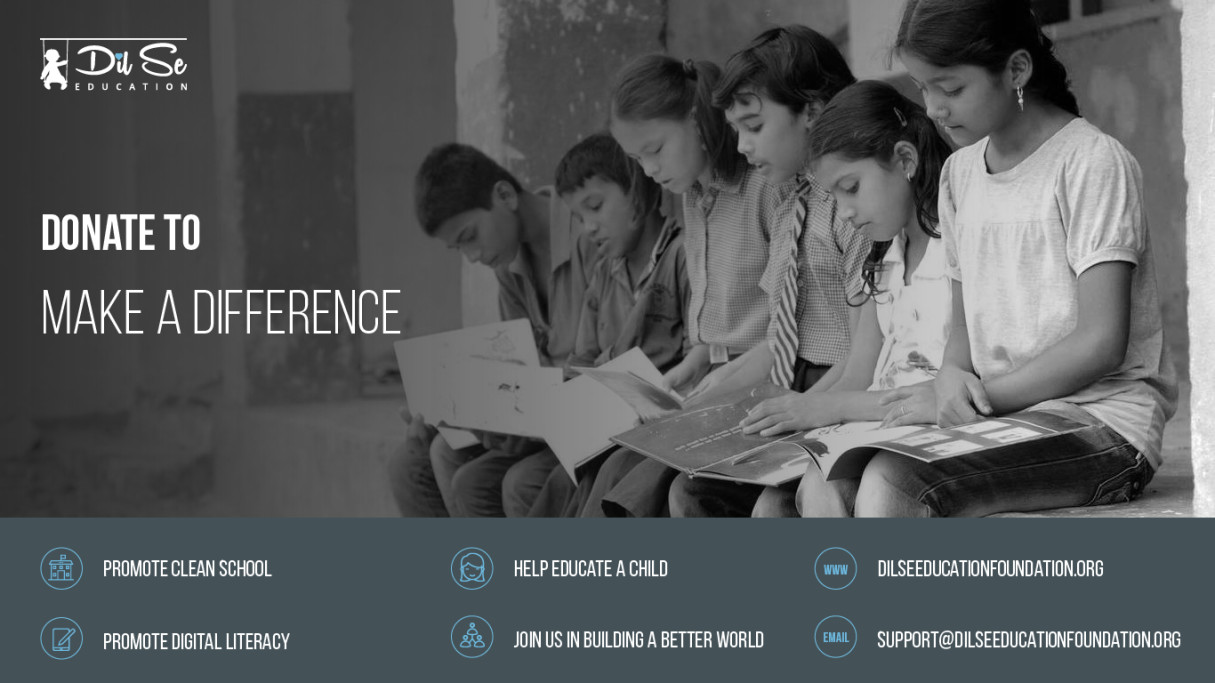 Dil Se
EDUCATION
DONATE TO
MAKE A DIFFERENCE
PROMOTE CLEAN SCHOOL
HELP EDUCATE A CHILD
WWW
DILSEEDUCATIONFOUNDATION.ORG
PROMOTE DIGITAL LITERACY
JOIN US IN BUILDING A BETTER WORLD
EMAIL
SUPPORT@DILSEEDUCATIONFOUNDATION.ORG